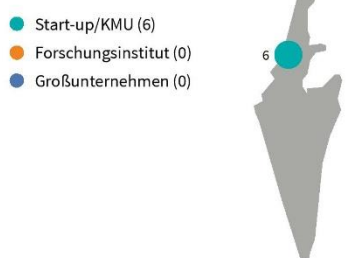 Start-up/KMU (6)
Forschungsinstitut (0)
Großunternehmen (0)
6